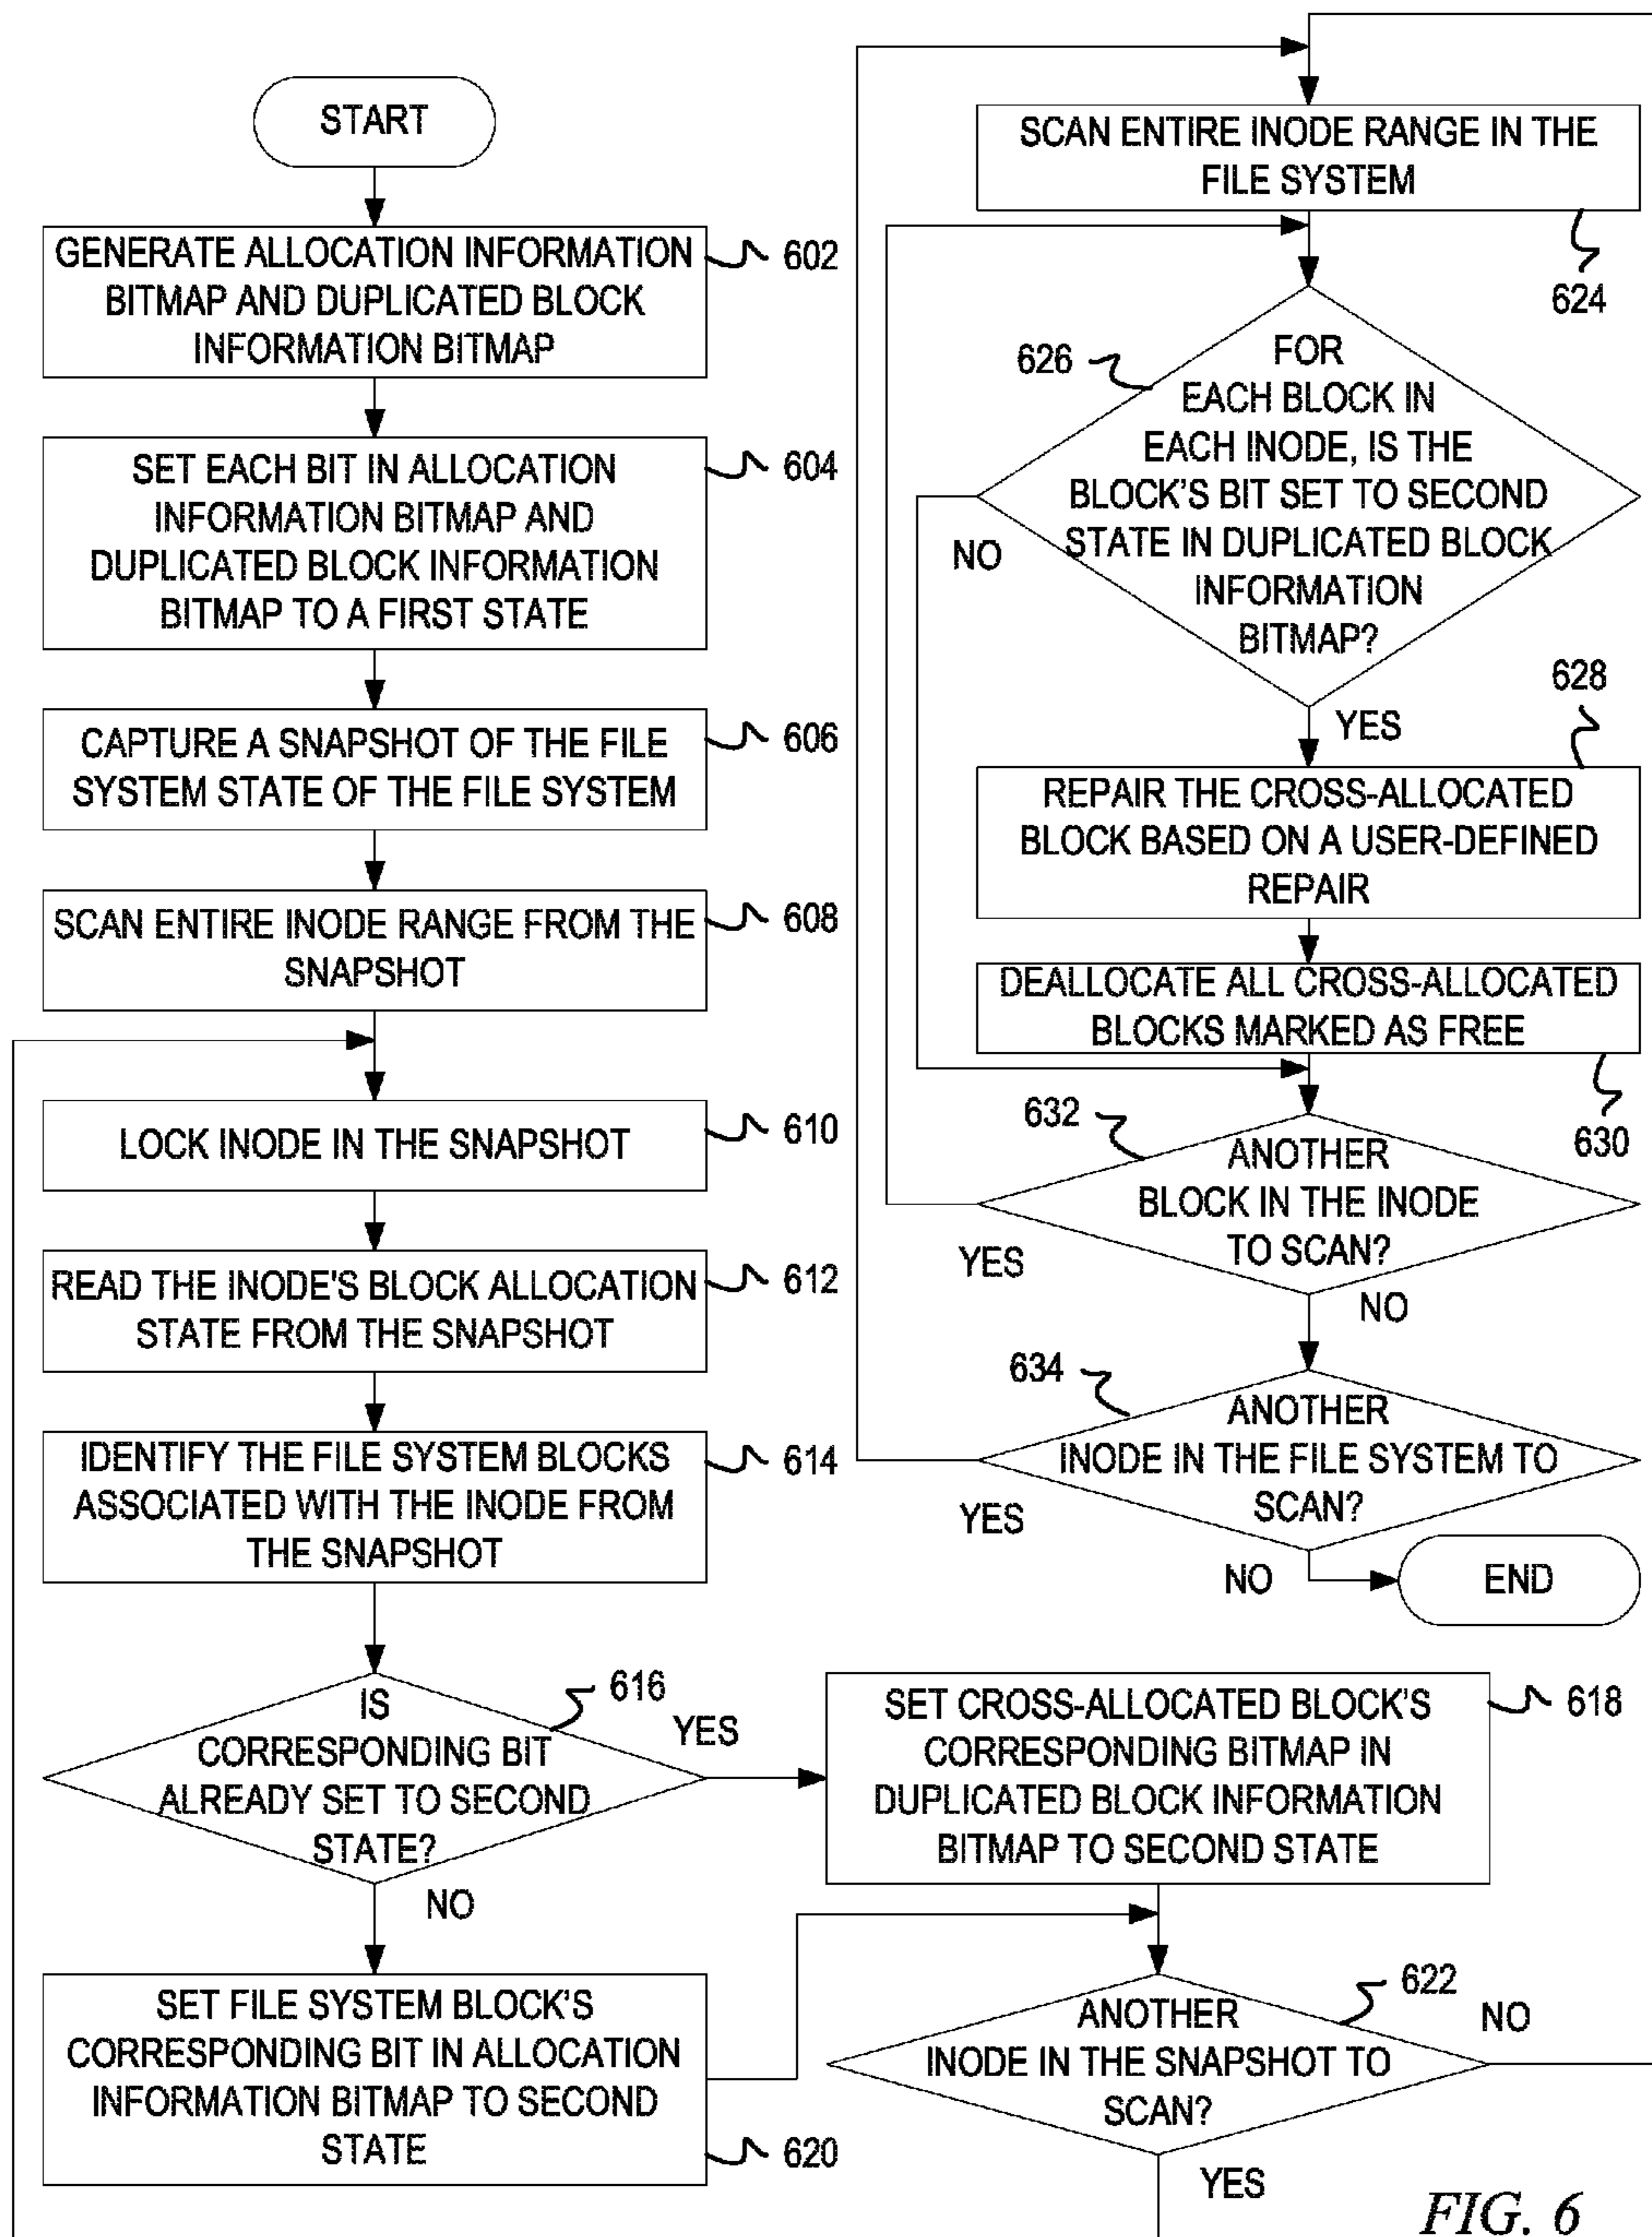 START
GENERATE ALLOCATION INFORMATION
BITMAP AND DUPLICATED BLOCK
INFORMATION BITMAP
602
SET EACH BIT IN ALLOCATION
INFORMATION BITMAP AND
DUPLICATED BLOCK INFORMATION
BITMAP TO A FIRST STATE
604
CAPTURE A SNAPSHOT OF THE FILE
SYSTEM STATE OF THE FILE SYSTEM
606
SCAN ENTIRE INODE RANGE FROM THE
SNAPSHOT
608
LOCK INODE IN THE SNAPSHOT
610
READ THE INODE'S BLOCK ALLOCATION
STATE FROM THE SNAPSHOT
612
IDENTIFY THE FILE SYSTEM BLOCKS
ASSOCIATED WITH THE INODE FROM
THE SNAPSHOT
614
IS
CORRESPONDING BIT
ALREADY SET TO SECOND
STATE?
616
YES
NO
SET CROSS-ALLOCATED BLOCK'S
CORRESPONDING BITMAP IN
DUPLICATED BLOCK INFORMATION
BITMAP TO SECOND STATE
618
SET FILE SYSTEM BLOCK'S
CORRESPONDING BIT IN ALLOCATION
INFORMATION BITMAP TO SECOND
STATE
620
ANOTHER
INODE IN THE SNAPSHOT TO
SCAN?
622
NO
YES
SCAN ENTIRE INODE RANGE IN THE
FILE SYSTEM
624
FOR
EACH BLOCK IN
EACH INODE, IS THE
BLOCK'S BIT SET TO SECOND
STATE IN DUPLICATED BLOCK
INFORMATION
BITMAP?
626
NO
YES
REPAIR THE CROSS-ALLOCATED
BLOCK BASED ON A USER-DEFINED
REPAIR
628
DEALLOCATE ALL CROSS-ALLOCATED
BLOCKS MARKED AS FREE
630
ANOTHER
BLOCK IN THE INODE
TO SCAN?
632
YES
NO
ANOTHER
INODE IN THE FILE SYSTEM TO
SCAN?
634
YES
NO
END
FIG. 6